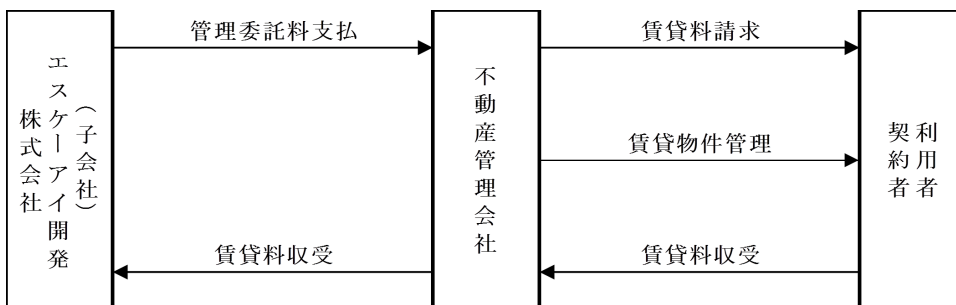 管理委託料支払
賃貸料請求
(子会社)
エスケーアイ開発
株式会社
不動産管理会社
利用者
契約者
賃貸物件管理
賃貸料収受
賃貸料収受